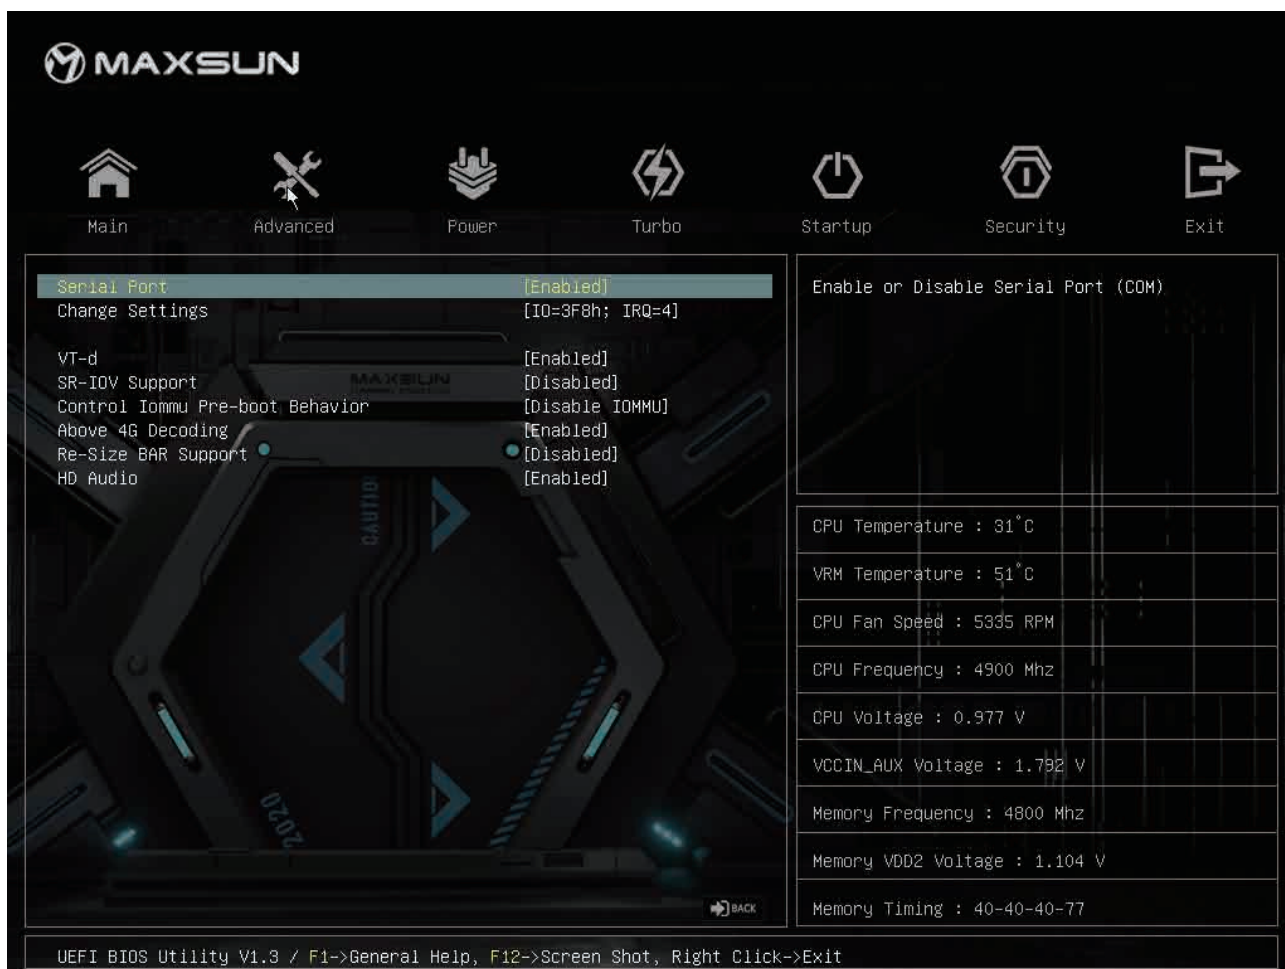 MAXSUN
Main Advanced Power Turbo Startup Security Exit
Serial Port [Enabled]
Change Settings [IO=3F8h; IRQ=4]
VT-d [Enabled]
SR-IOV Support [Disabled]
Control Iommu Pre-boot Behavior [Disable IOMMU]
Above 4G Decoding [Enabled]
Re-Size BAR Support [Disabled]
HD Audio [Enabled]
MAXSUN
CAUTION
2020
BACK
Enable or Disable Serial Port (COM)
CPU Temperature : 31°C
VRM Temperature : 51°C
CPU Fan Speed : 5335 RPM
CPU Frequency : 4900 Mhz
CPU Voltage : 0.977 V
VCCIN_AUX Voltage : 1.792 V
Memory Frequency : 4800 Mhz
Memory VDD2 Voltage : 1.104 V
Memory Timing : 40-40-40-77
UEFI BIOS Utility V1.3 / F1->General Help, F12->Screen Shot, Right Click->Exit